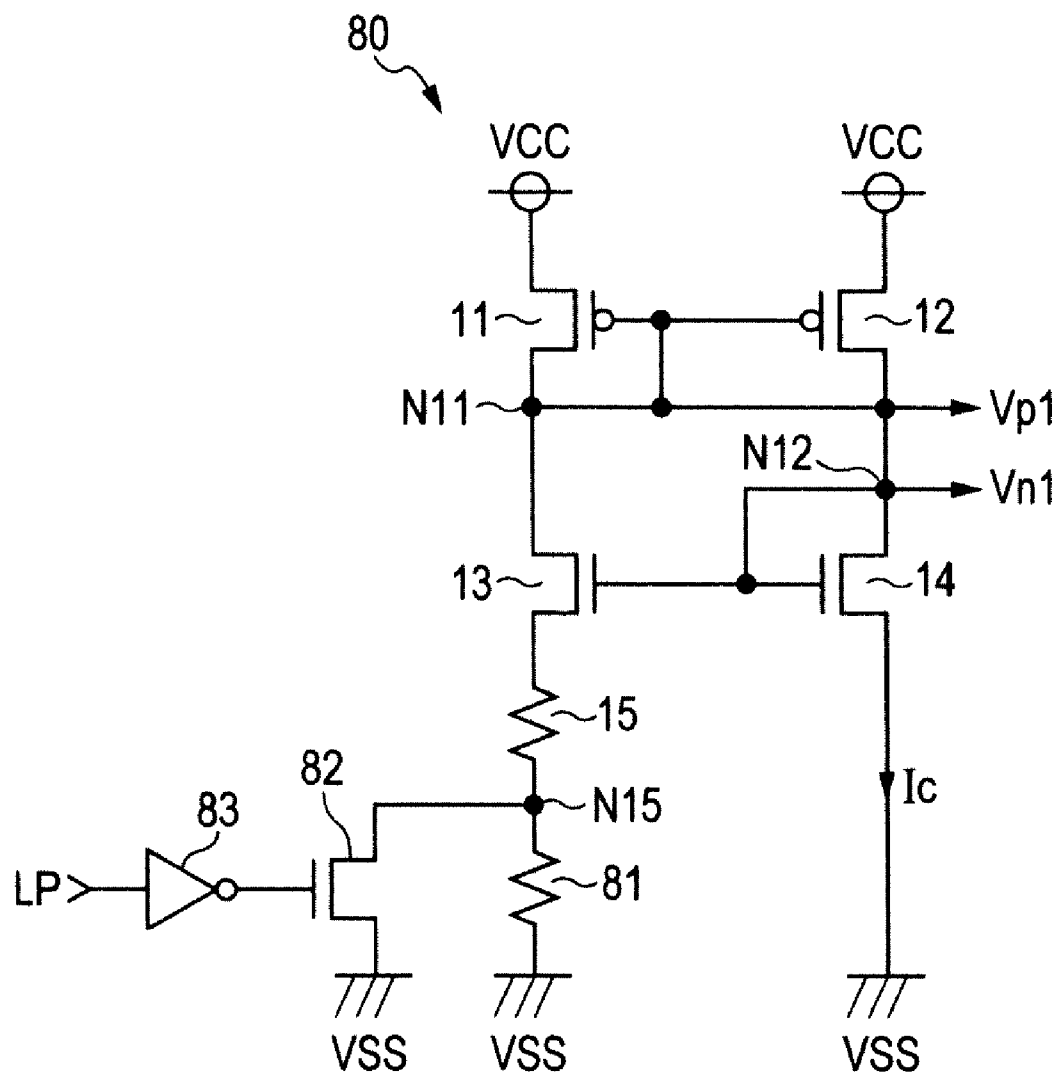 80
VCC VCC
11 12
N11 Vp1
N12 Vn1
13 14
15
82 N15 Ic
83
LP 81
VSS VSS VSS